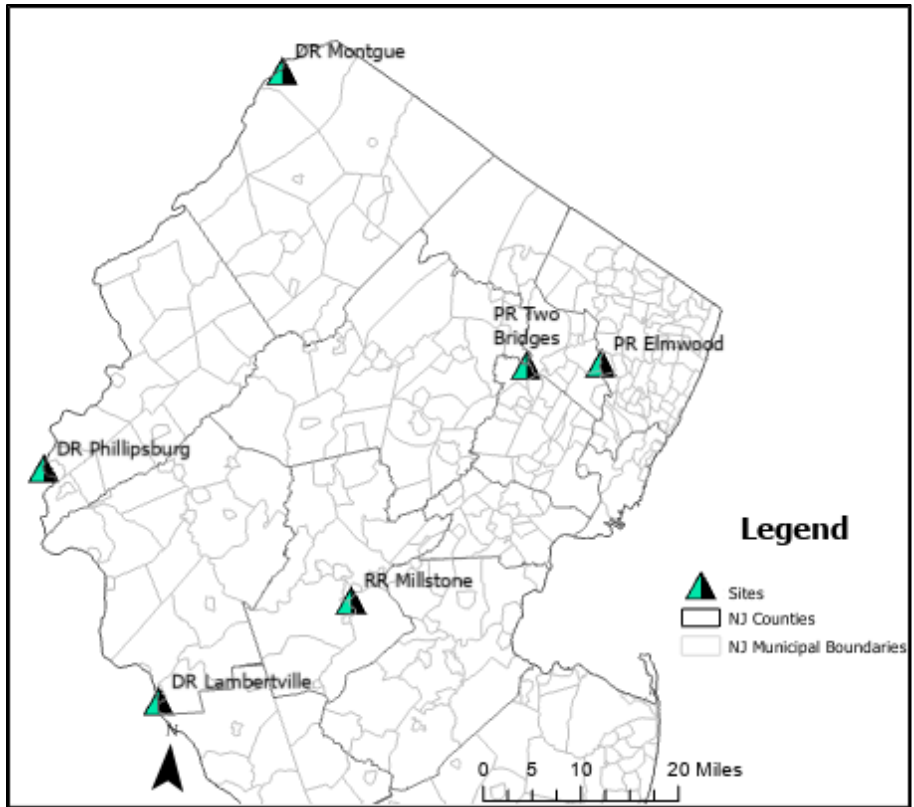 DR Montgue
PR Two
Bridges
PR Elmwood
DR Phillipsburg
Legend
RR Millstone
Sites
NJ Counties
NJ Municipal Boundaries
DR Lambertville
N
0 5 10 20 Miles